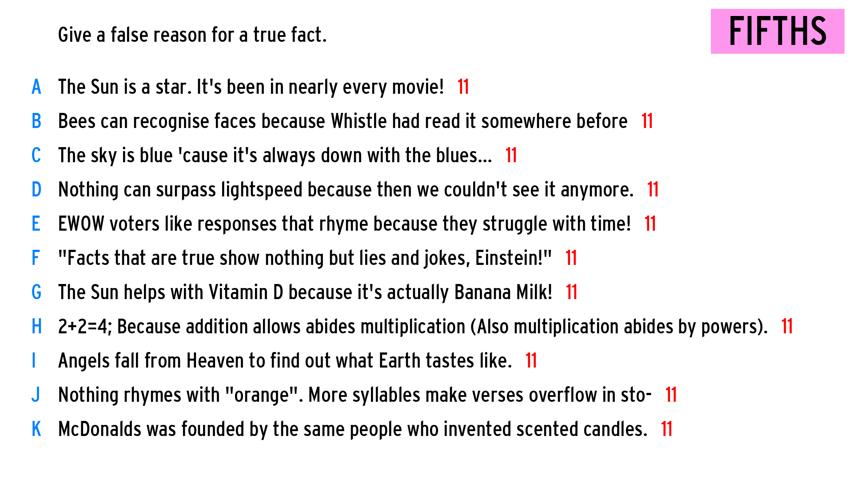 Give a false reason for a true fact.
FIFTHS
A The Sun is a star. It's been in nearly every movie! 11
B Bees can recognise faces because Whistle had read it somewhere before 11
C The sky is blue 'cause it's always down with the blues... 11
D Nothing can surpass lightspeed because then we couldn't see it anymore. 11
E EWOW voters like responses that rhyme because they struggle with time! 11
F "Facts that are true show nothing but lies and jokes, Einstein!" 11
G The Sun helps with Vitamin D because it's actually Banana Milk! 11
H 2+2=4; Because addition allows abides multiplication (Also multiplication abides by powers). 11
I Angels fall from Heaven to find out what Earth tastes like. 11
J Nothing rhymes with "orange". More syllables make verses overflow in sto- 11
K McDonalds was founded by the same people who invented scented candles. 11